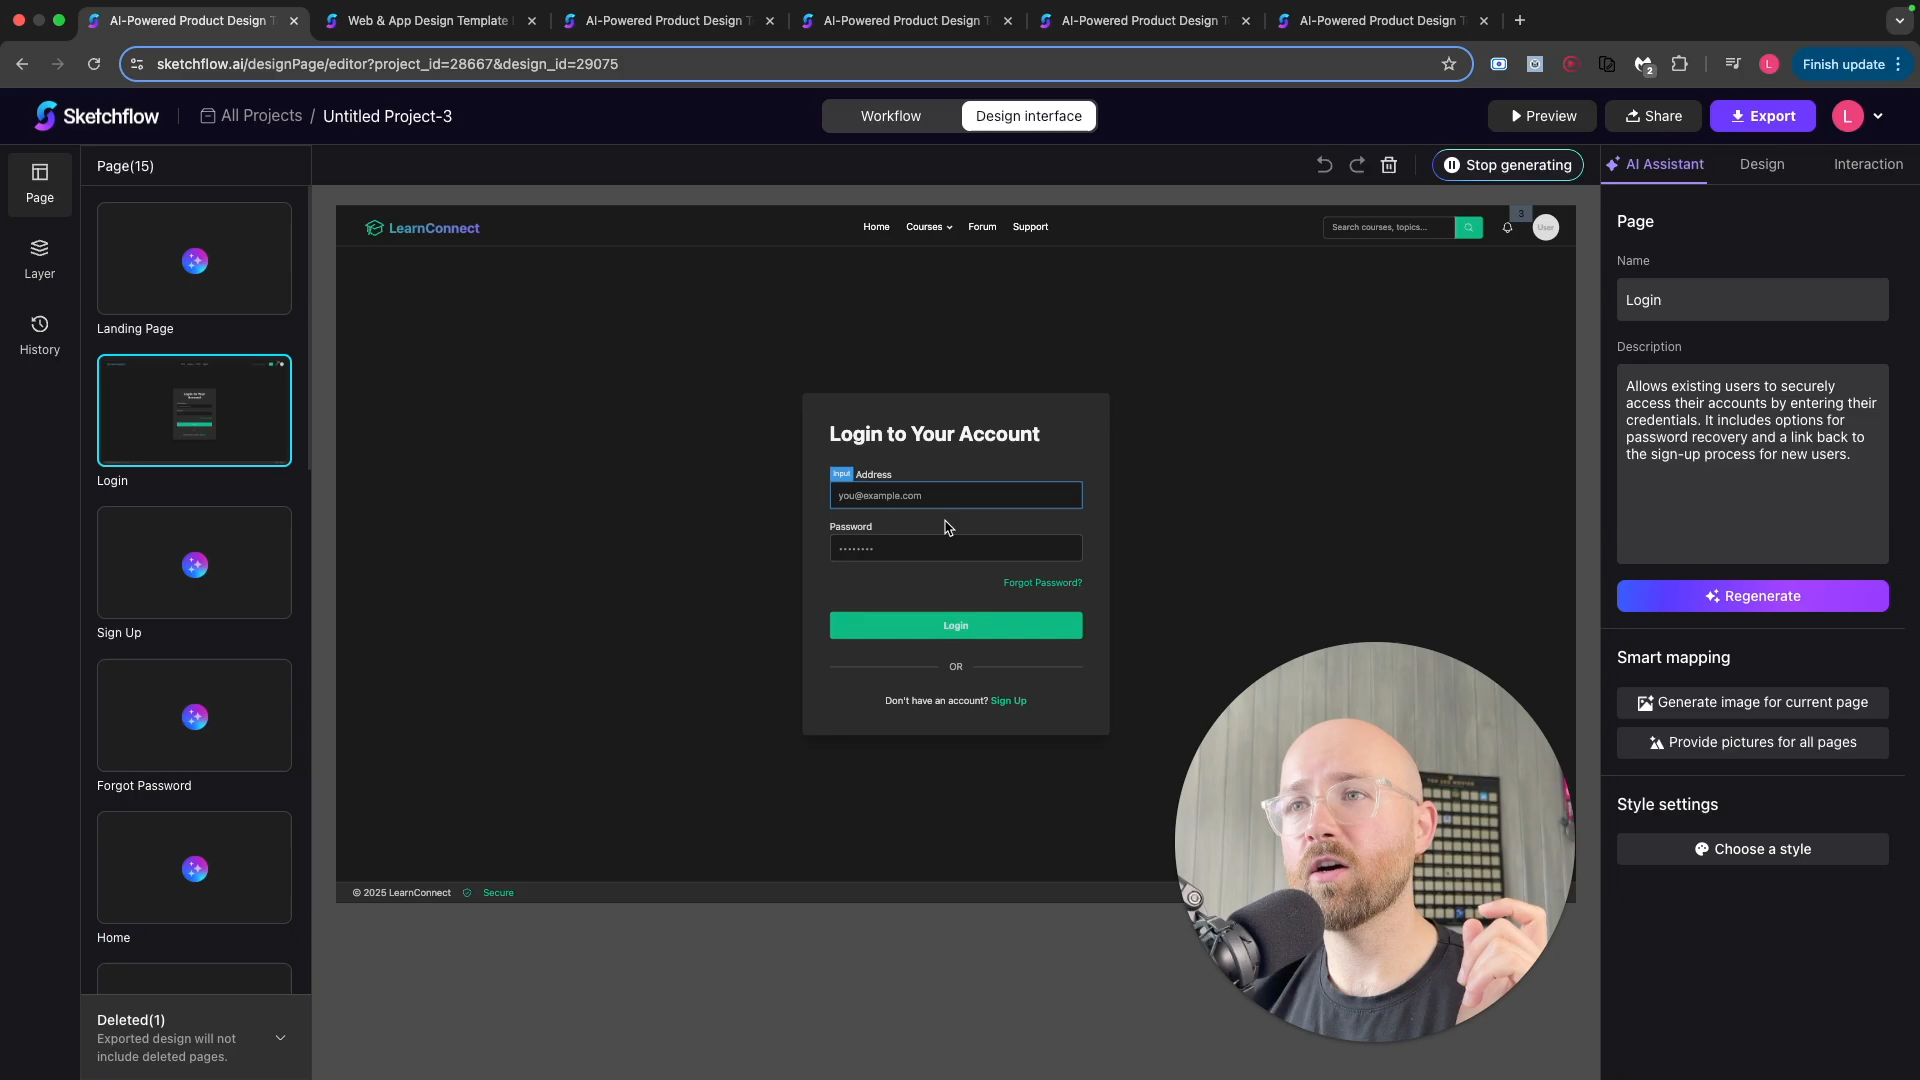 AI-Powered Product Design T
Web & App Design Template
AI-Powered Product Design T
AI-Powered Product Design T
AI-Powered Product Design T
AI-Powered Product Design T
sketchflow.ai/designPage/editor?project_id=28667&design_id=29075
2
L
Finish update
Sketchflow
All Projects / Untitled Project-3
Workflow
Design interface
Preview
Share
Export
L
Page
Layer
History
Page(15)
Landing Page
Login
Sign Up
Forgot Password
Home
Deleted(1)
Exported design will not
include deleted pages.
Stop generating
LearnConnect
Home
Courses
Forum
Support
Search courses, topics...
3
User
Login to Your Account
Input Address
you@example.com
Password
Forgot Password?
Login
OR
Don't have an account? Sign Up
© 2025 LearnConnect
Secure
AI Assistant
Design
Interaction
Page
Name
Login
Description
Allows existing users to securely
access their accounts by entering their
credentials. It includes options for
password recovery and a link back to
the sign-up process for new users.
Regenerate
Smart mapping
Generate image for current page
Provide pictures for all pages
Style settings
Choose a style